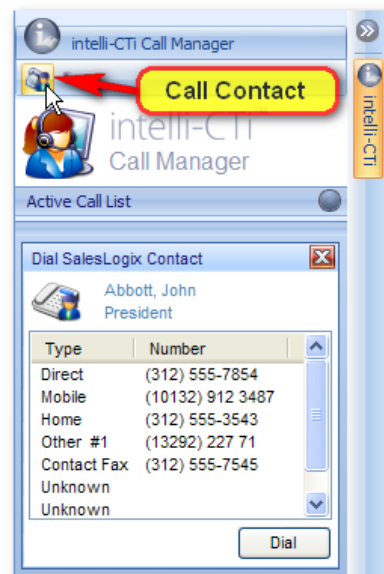 intelli-CTi Call Manager
Call Contact
intelli-CTi™
Call Manager
Active Call List
Dial SalesLogix Contact
Abbott, John
President
Type Number
Direct (312) 555-7854
Mobile (10132) 912 3487
Home (312) 555-3543
Other #1 (13292) 227 71
Contact Fax (312) 555-7545
Unknown
Unknown
Dial
intelli-CTi